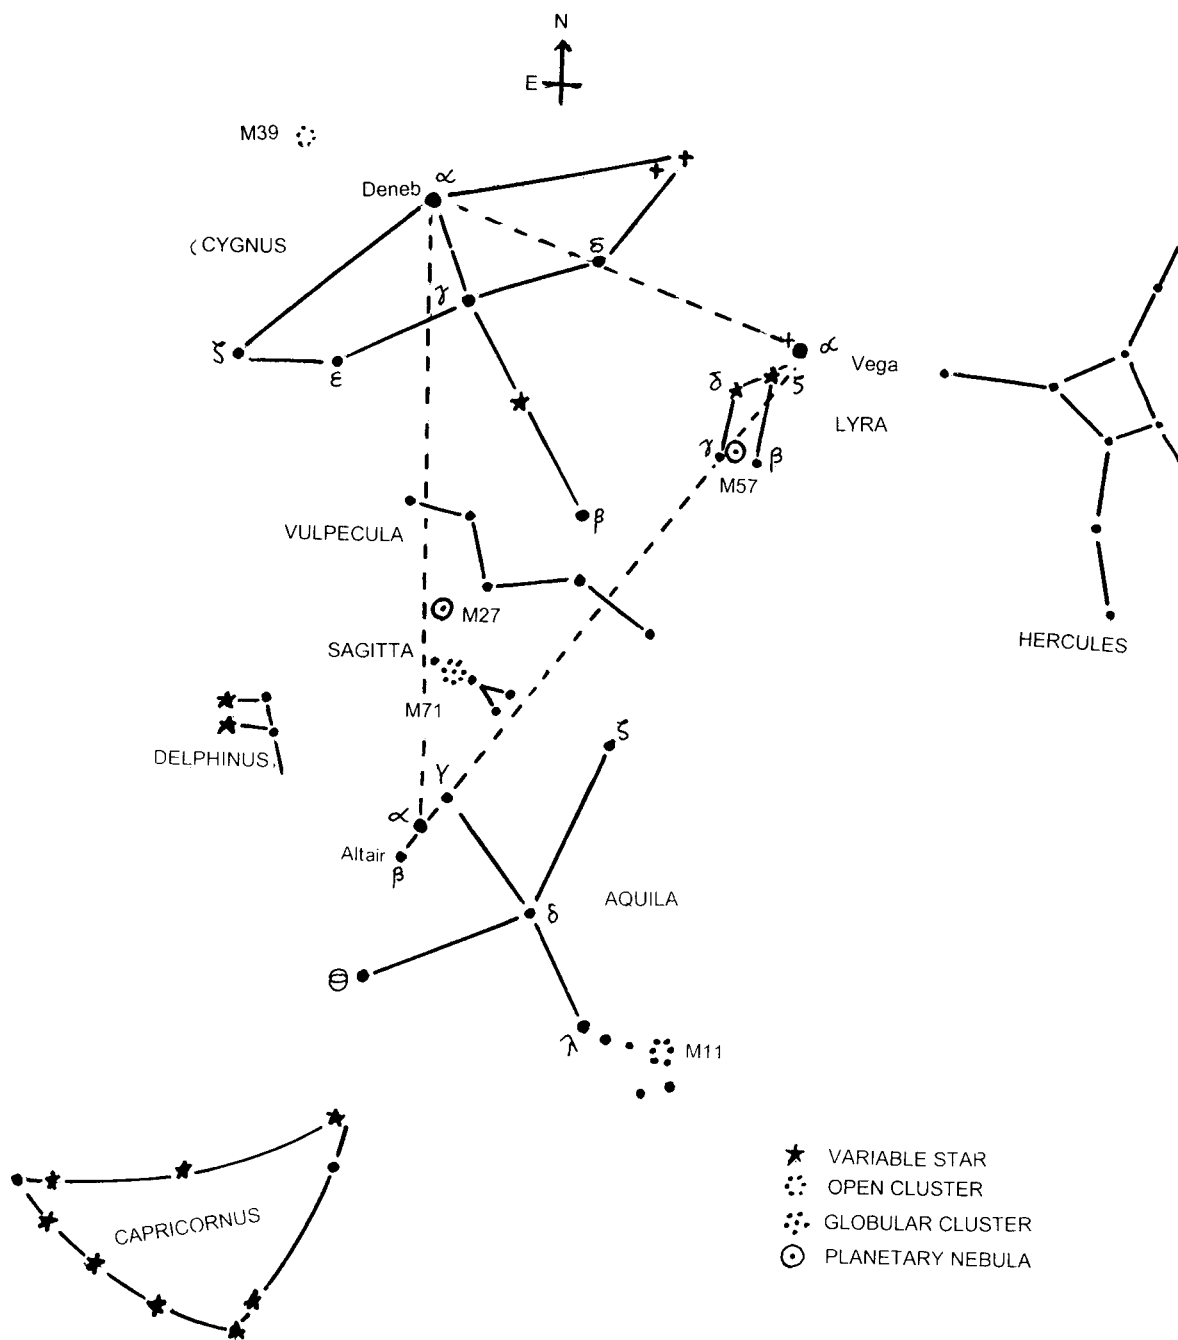 N
E
M39
α
Deneb
(CYGNUS
δ
γ
ζ
ε
α
Vega
δ
ζ
LYRA
γ
β
M57
β
VULPECULA
M27
SAGITTA
M71
HERCULES
DELPHINUS
ζ
γ
α
Altair
β
δ
AQUILA
θ
λ
M11
CAPRICORNUS
VARIABLE STAR
OPEN CLUSTER
GLOBULAR CLUSTER
PLANETARY NEBULA